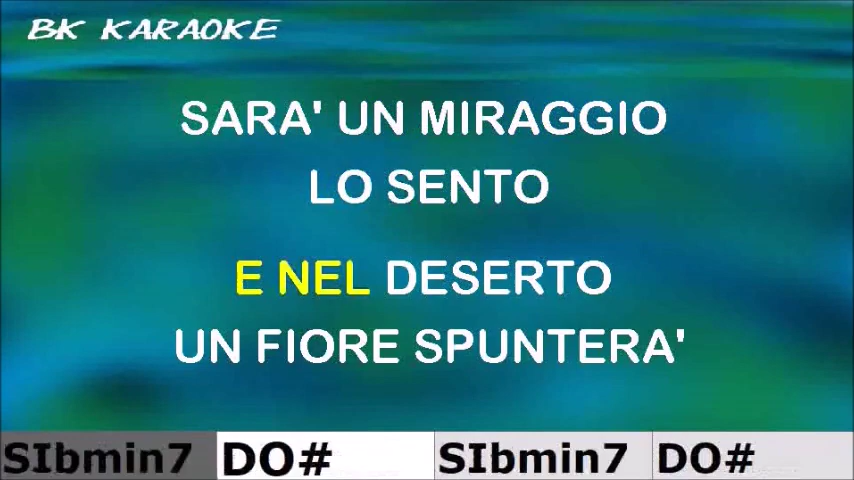 BK KARAOKE
SARA' UN MIRAGGIO
LO SENTO
E NEL DESERTO
UN FIORE SPUNTERA'
SIbmin7 DO# SIbmin7 DO#